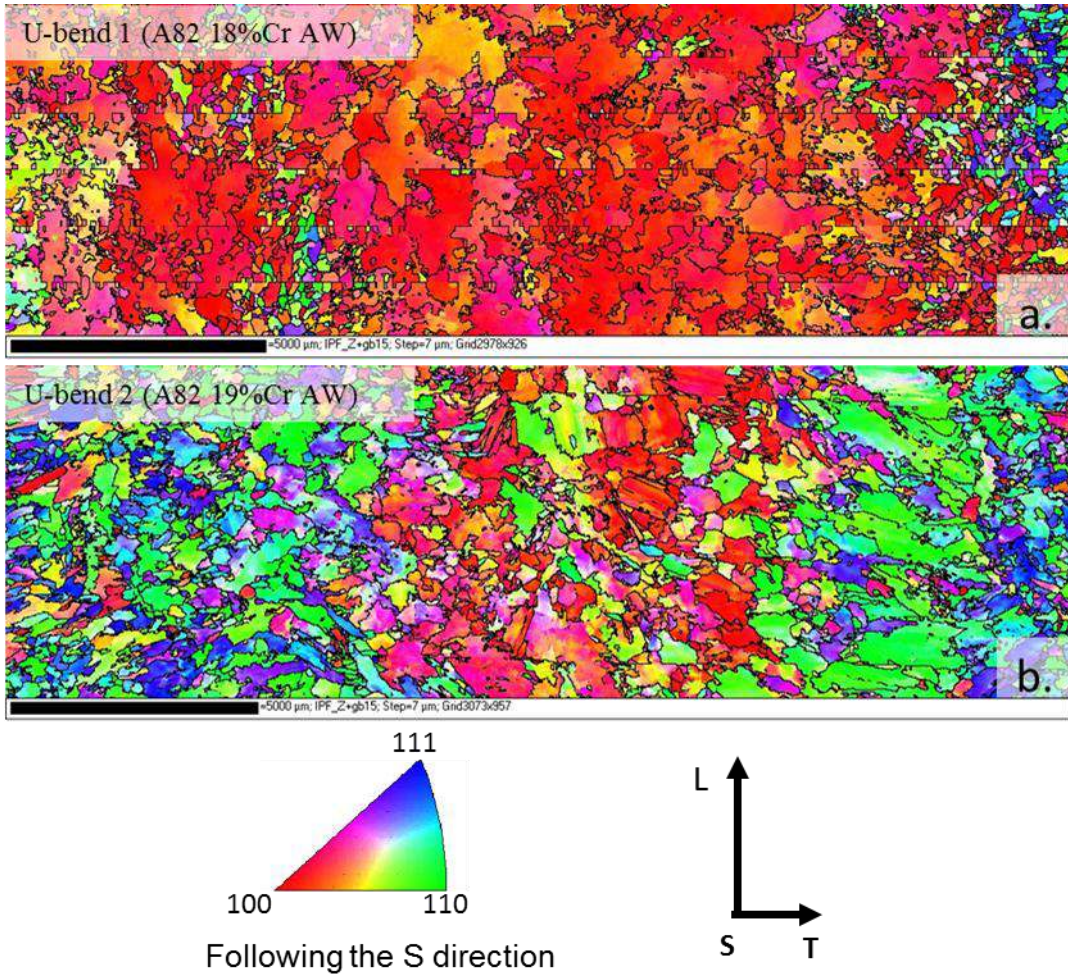 U-bend 1 (A82 18%Cr AW)
a.
=5000 µm; IPF_Z+gb15; Step=7 µm; Grid2978x926
U-bend 2 (A82 19%Cr AW)
b.
=5000 µm; IPF_Z+gb15; Step=7 µm; Grid3073x957
111
100
110
Following the S direction
L
S
T